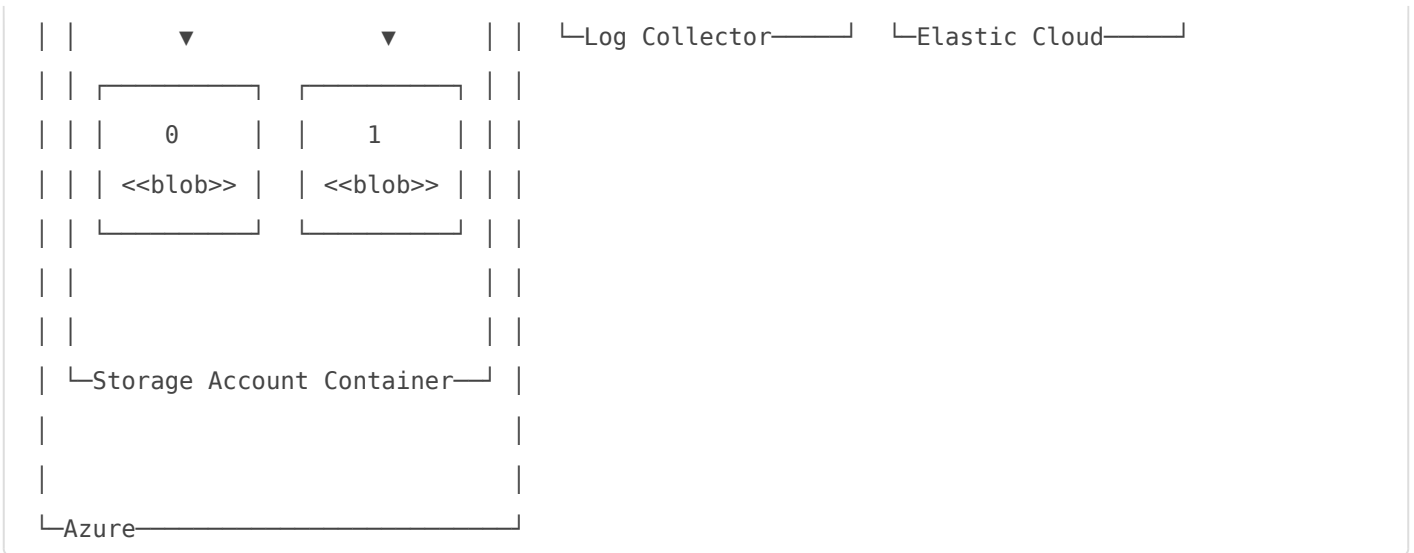 │ │       ▼             ▼      │ │  └─Log Collector─────┘  └─Elastic Cloud─────┘
│ │ ┌──────────┐  ┌──────────┐ │ │
│ │ │    0     │  │    1     │ │ │
│ │ │ <<blob>> │  │ <<blob>> │ │ │
│ │ └──────────┘  └──────────┘ │ │
│ │                            │ │
│ │                            │ │
│ └─Storage Account Container──┘ │
│                                │
│                                │
└─Azure──────────────────────────┘